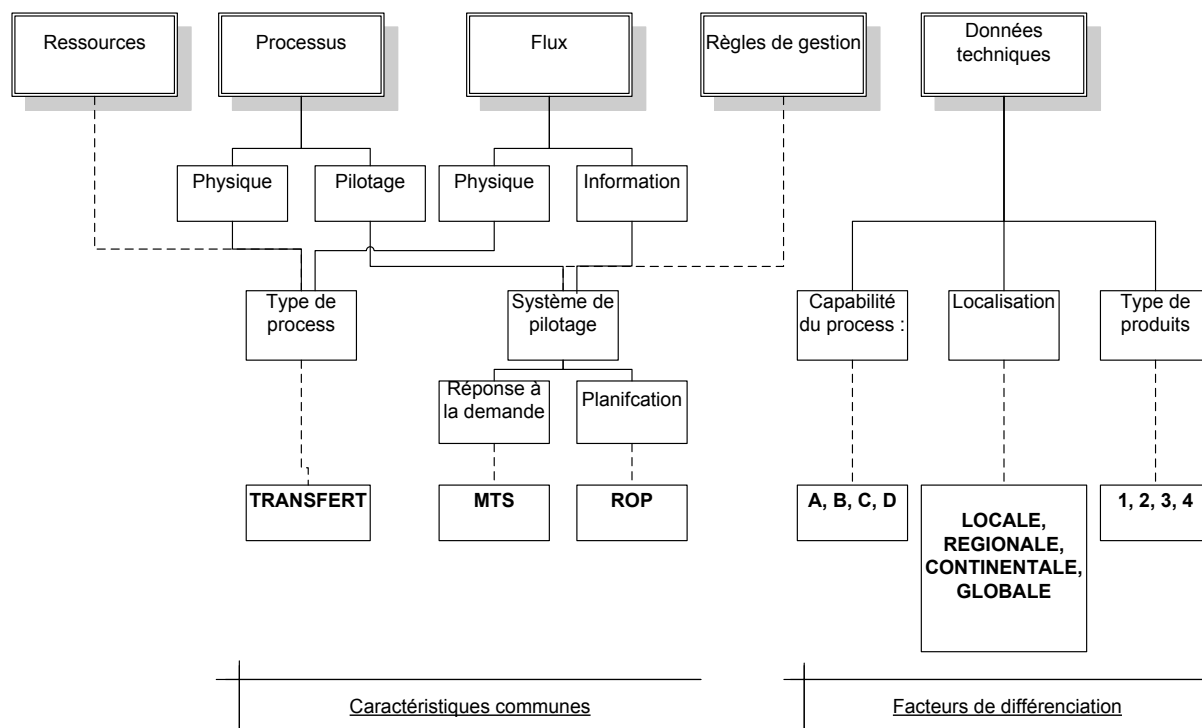 Ressources
Processus
Flux
Règles de gestion
Données
techniques
Physique
Pilotage
Physique
Information
Type de
process
Système de
pilotage
Capabilité
du process :
Localisation
Type de
produits
Réponse à
la demande
Planifcation
TRANSFERT
MTS
ROP
A, B, C, D
LOCALE,
REGIONALE,
CONTINENTALE,
GLOBALE
1, 2, 3, 4
Caractéristiques communes
Facteurs de différenciation